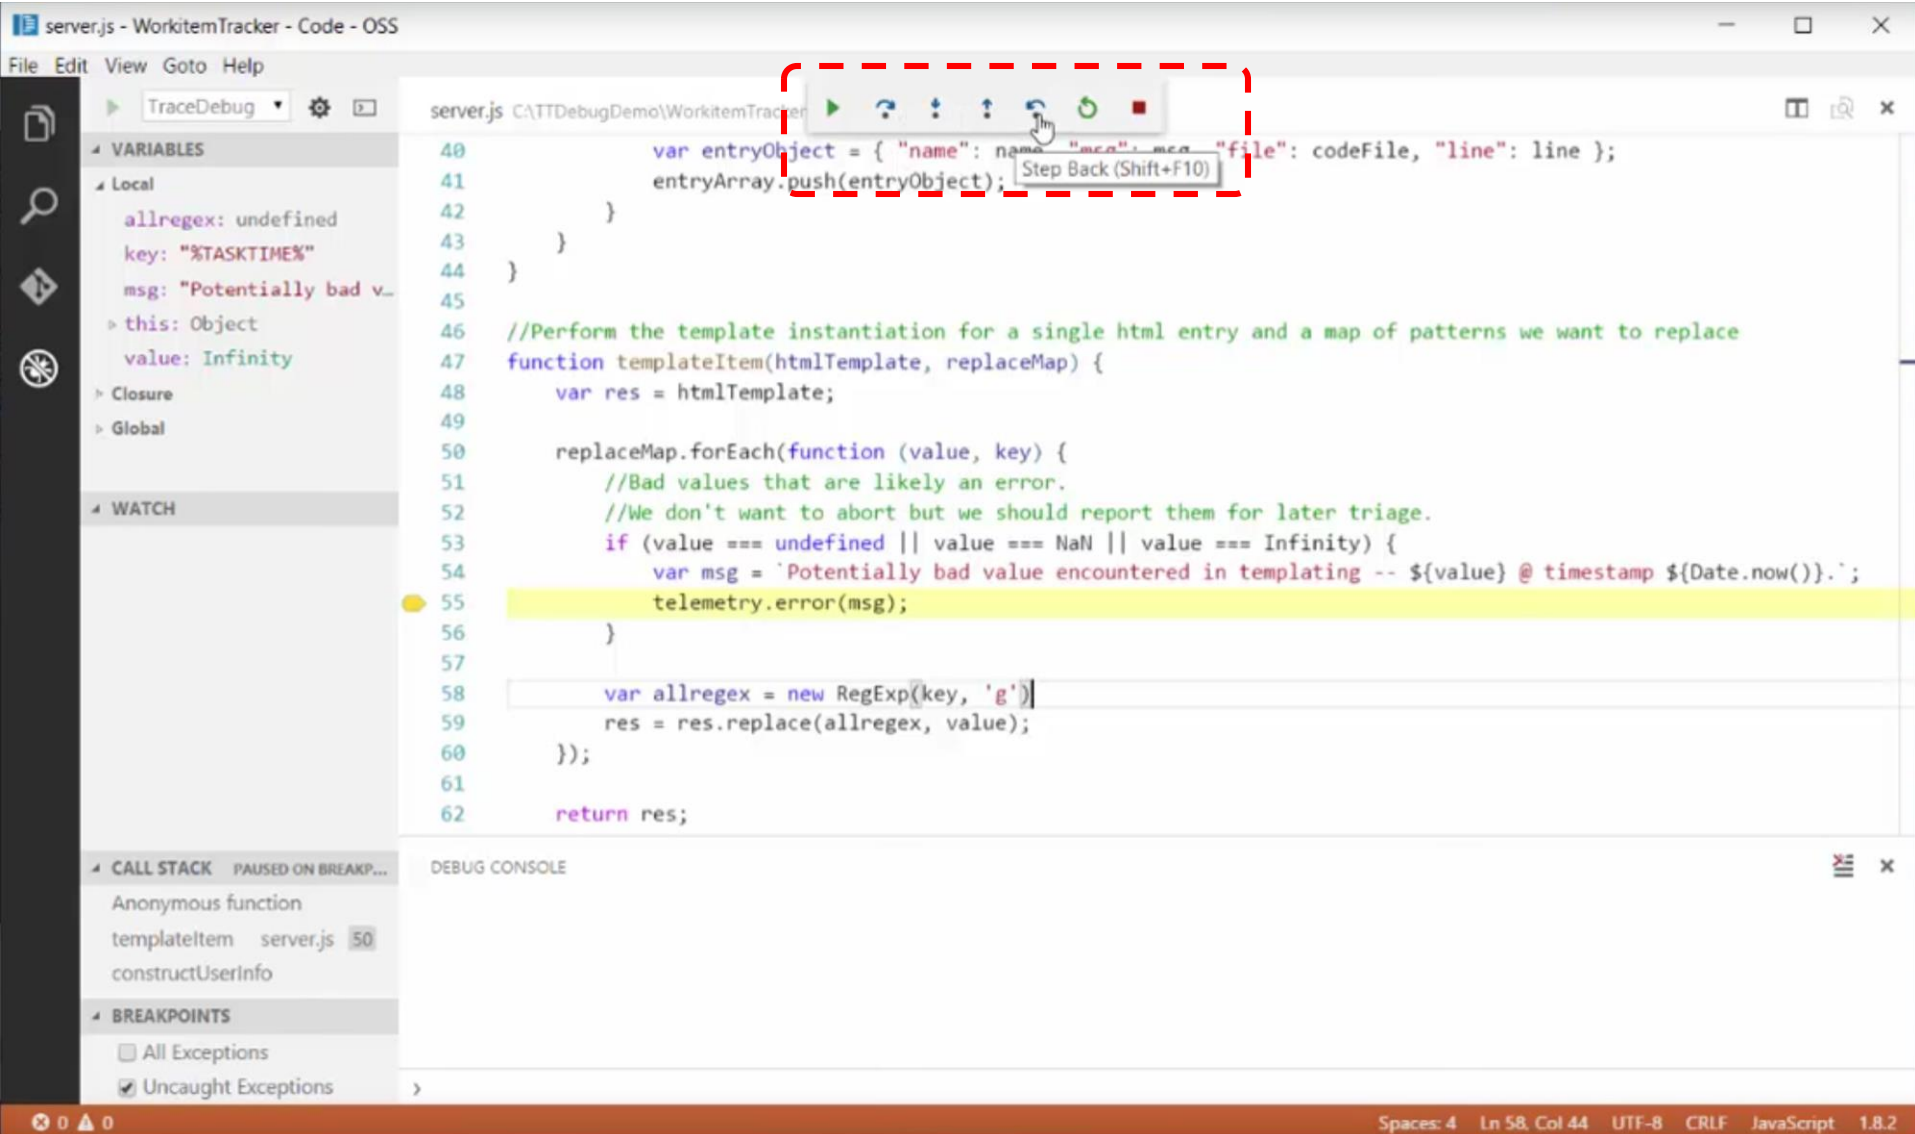 server.js - WorkitemTracker - Code - OSS
File Edit View Goto Help
TraceDebug
server.js C:\TTDebugDemo\WorkitemTracker
VARIABLES
Local
allregex: undefined
key: "%TASKTIME%"
msg: "Potentially bad v…
this: Object
value: Infinity
Closure
Global
WATCH
CALL STACK PAUSED ON BREAKP...
Anonymous function
templateItem server.js 50
constructUserInfo
BREAKPOINTS
All Exceptions
Uncaught Exceptions
40 var entryObject = { "name": name, "msg": msg, "file": codeFile, "line": line };
Step Back (Shift+F10)
41 entryArray.push(entryObject);
42 }
43 }
44 }
45
46 //Perform the template instantiation for a single html entry and a map of patterns we want to replace
47 function templateItem(htmlTemplate, replaceMap) {
48 var res = htmlTemplate;
49
50 replaceMap.forEach(function (value, key) {
51 //Bad values that are likely an error.
52 //We don't want to abort but we should report them for later triage.
53 if (value === undefined || value === NaN || value === Infinity) {
54 var msg = `Potentially bad value encountered in templating -- ${value} @ timestamp ${Date.now()}.`;
55 telemetry.error(msg);
56 }
57
58 var allregex = new RegExp(key, 'g')
59 res = res.replace(allregex, value);
60 });
61
62 return res;
DEBUG CONSOLE
0 0
Spaces: 4 Ln 58, Col 44 UTF-8 CRLF JavaScript 1.8.2